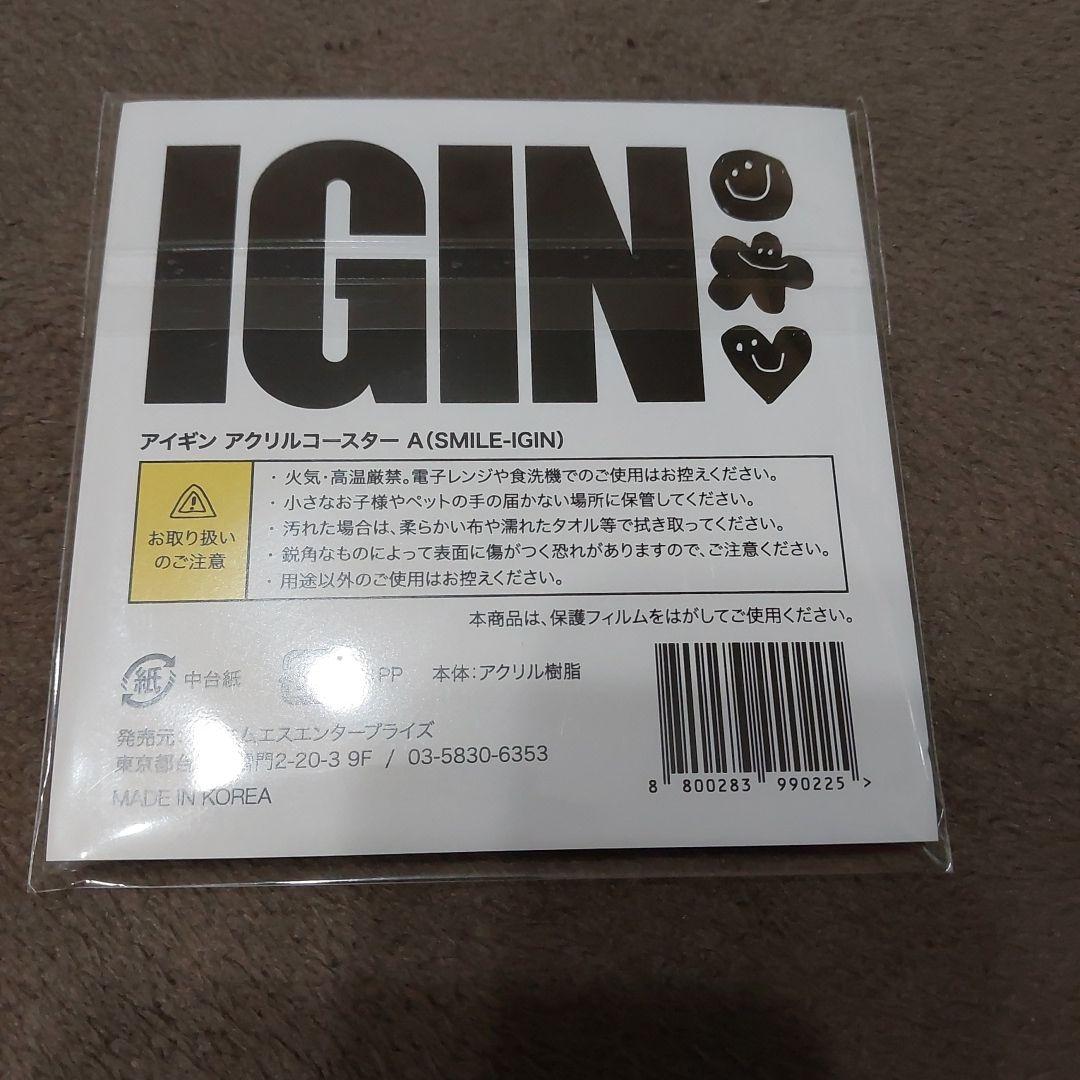 IGIN
アイギン アクリルコースター A（SMILE-IGIN）
お取り扱い
のご注意
・火気・高温厳禁。電子レンジや食洗機でのご使用はお控えください。
・小さなお子様やペットの手の届かない場所に保管してください。
・汚れた場合は、柔らかい布や濡れたタオル等で拭き取ってください。
・鋭角なものによって表面に傷がつく恐れがありますので、ご注意ください。
・用途以外のご使用はお控えください。
本商品は、保護フィルムをはがしてご使用ください。
紙 中台紙 PP 本体：アクリル樹脂
発売元 ムエスエンタープライズ
東京都台 門2-20-3 9F / 03-5830-6353
MADE IN KOREA
8 800283 990225 >